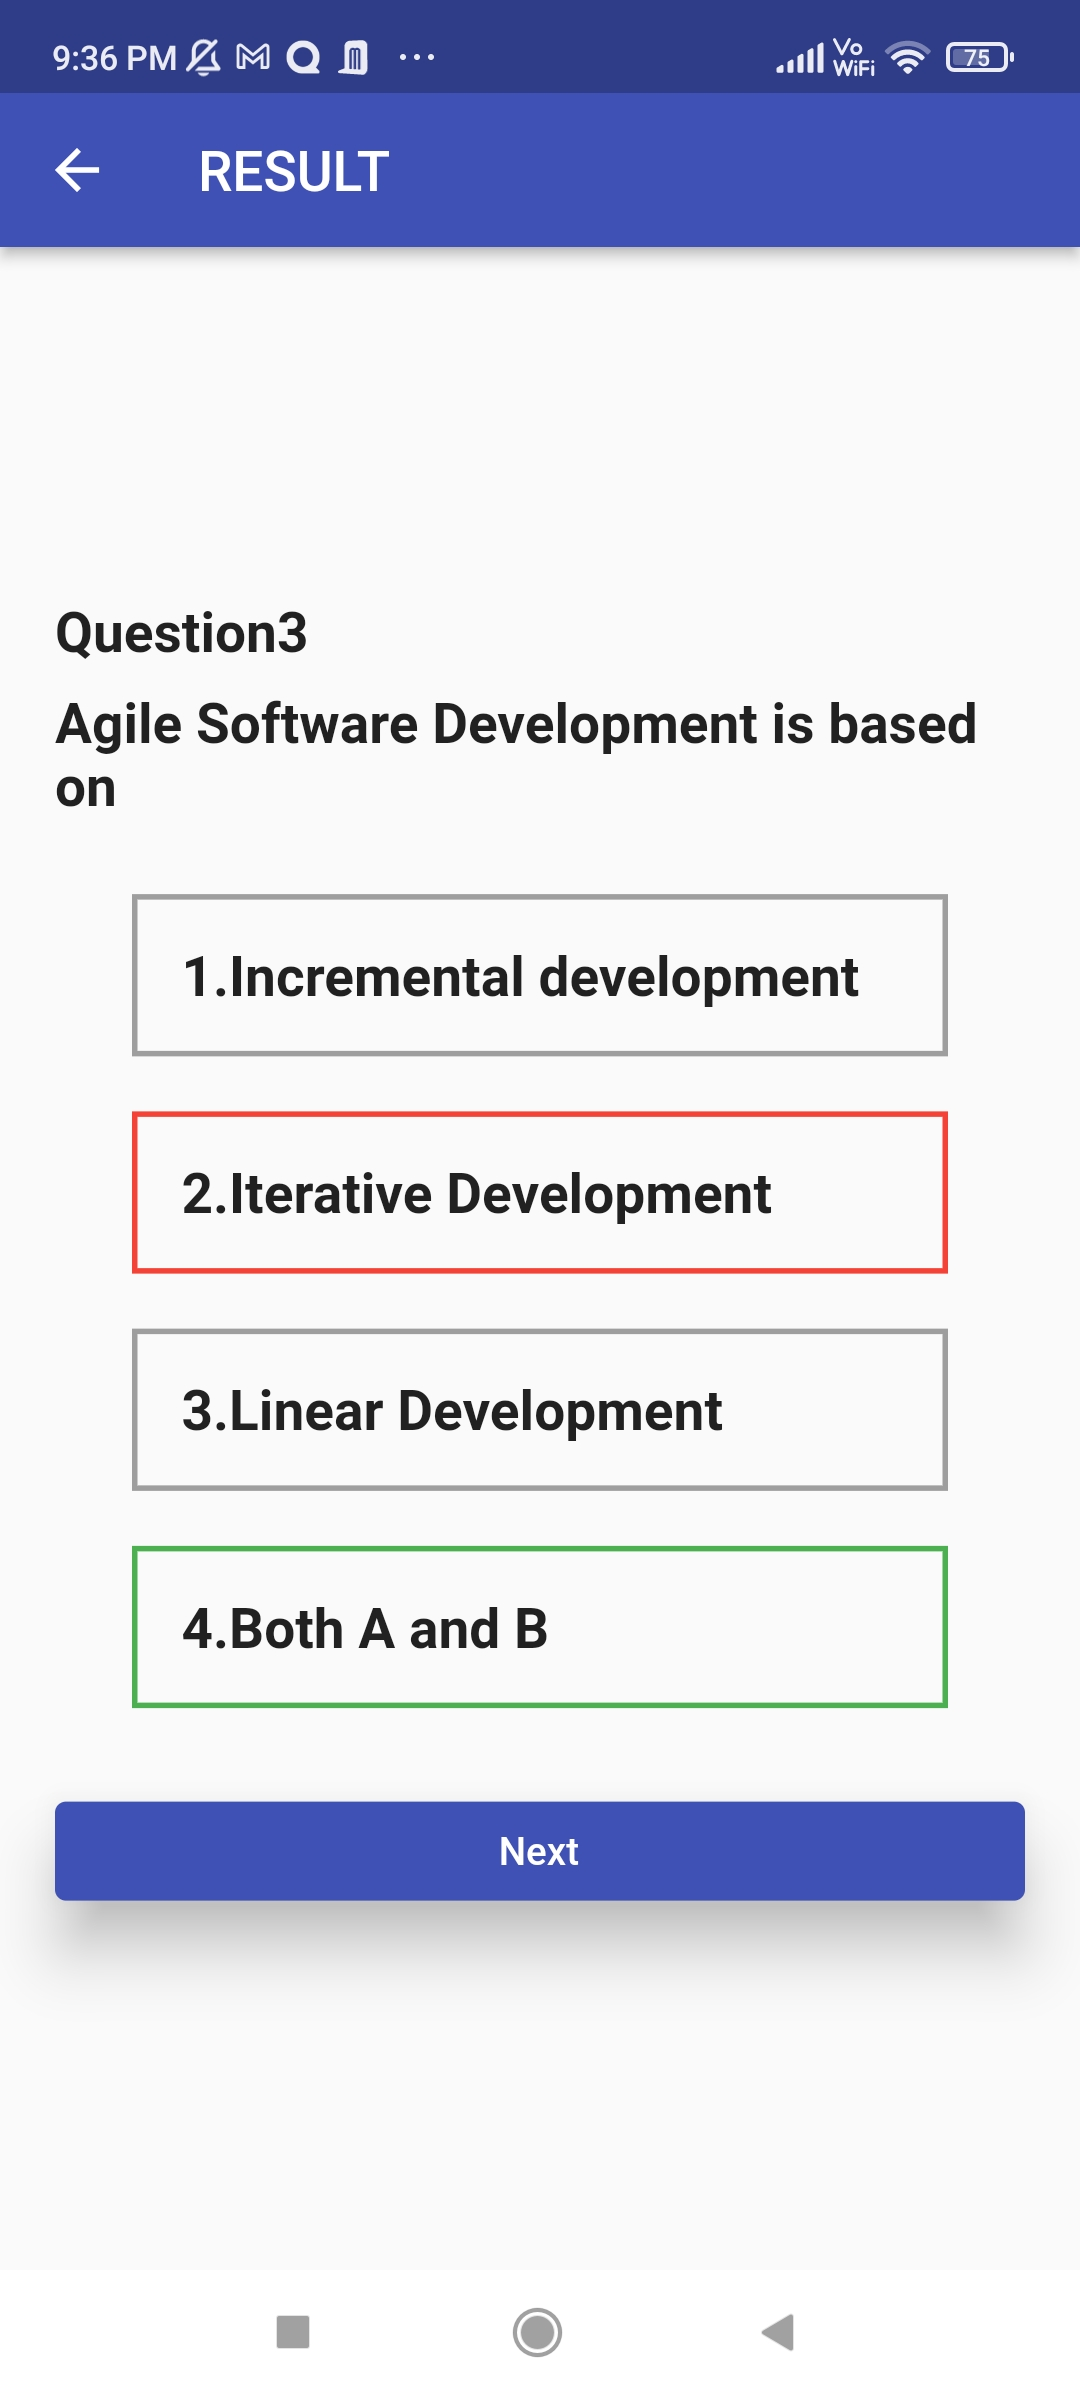 9:36 PM
Vo
WiFi
75
RESULT
Question3
Agile Software Development is based
on
1.Incremental development
2.Iterative Development
3.Linear Development
4.Both A and B
Next